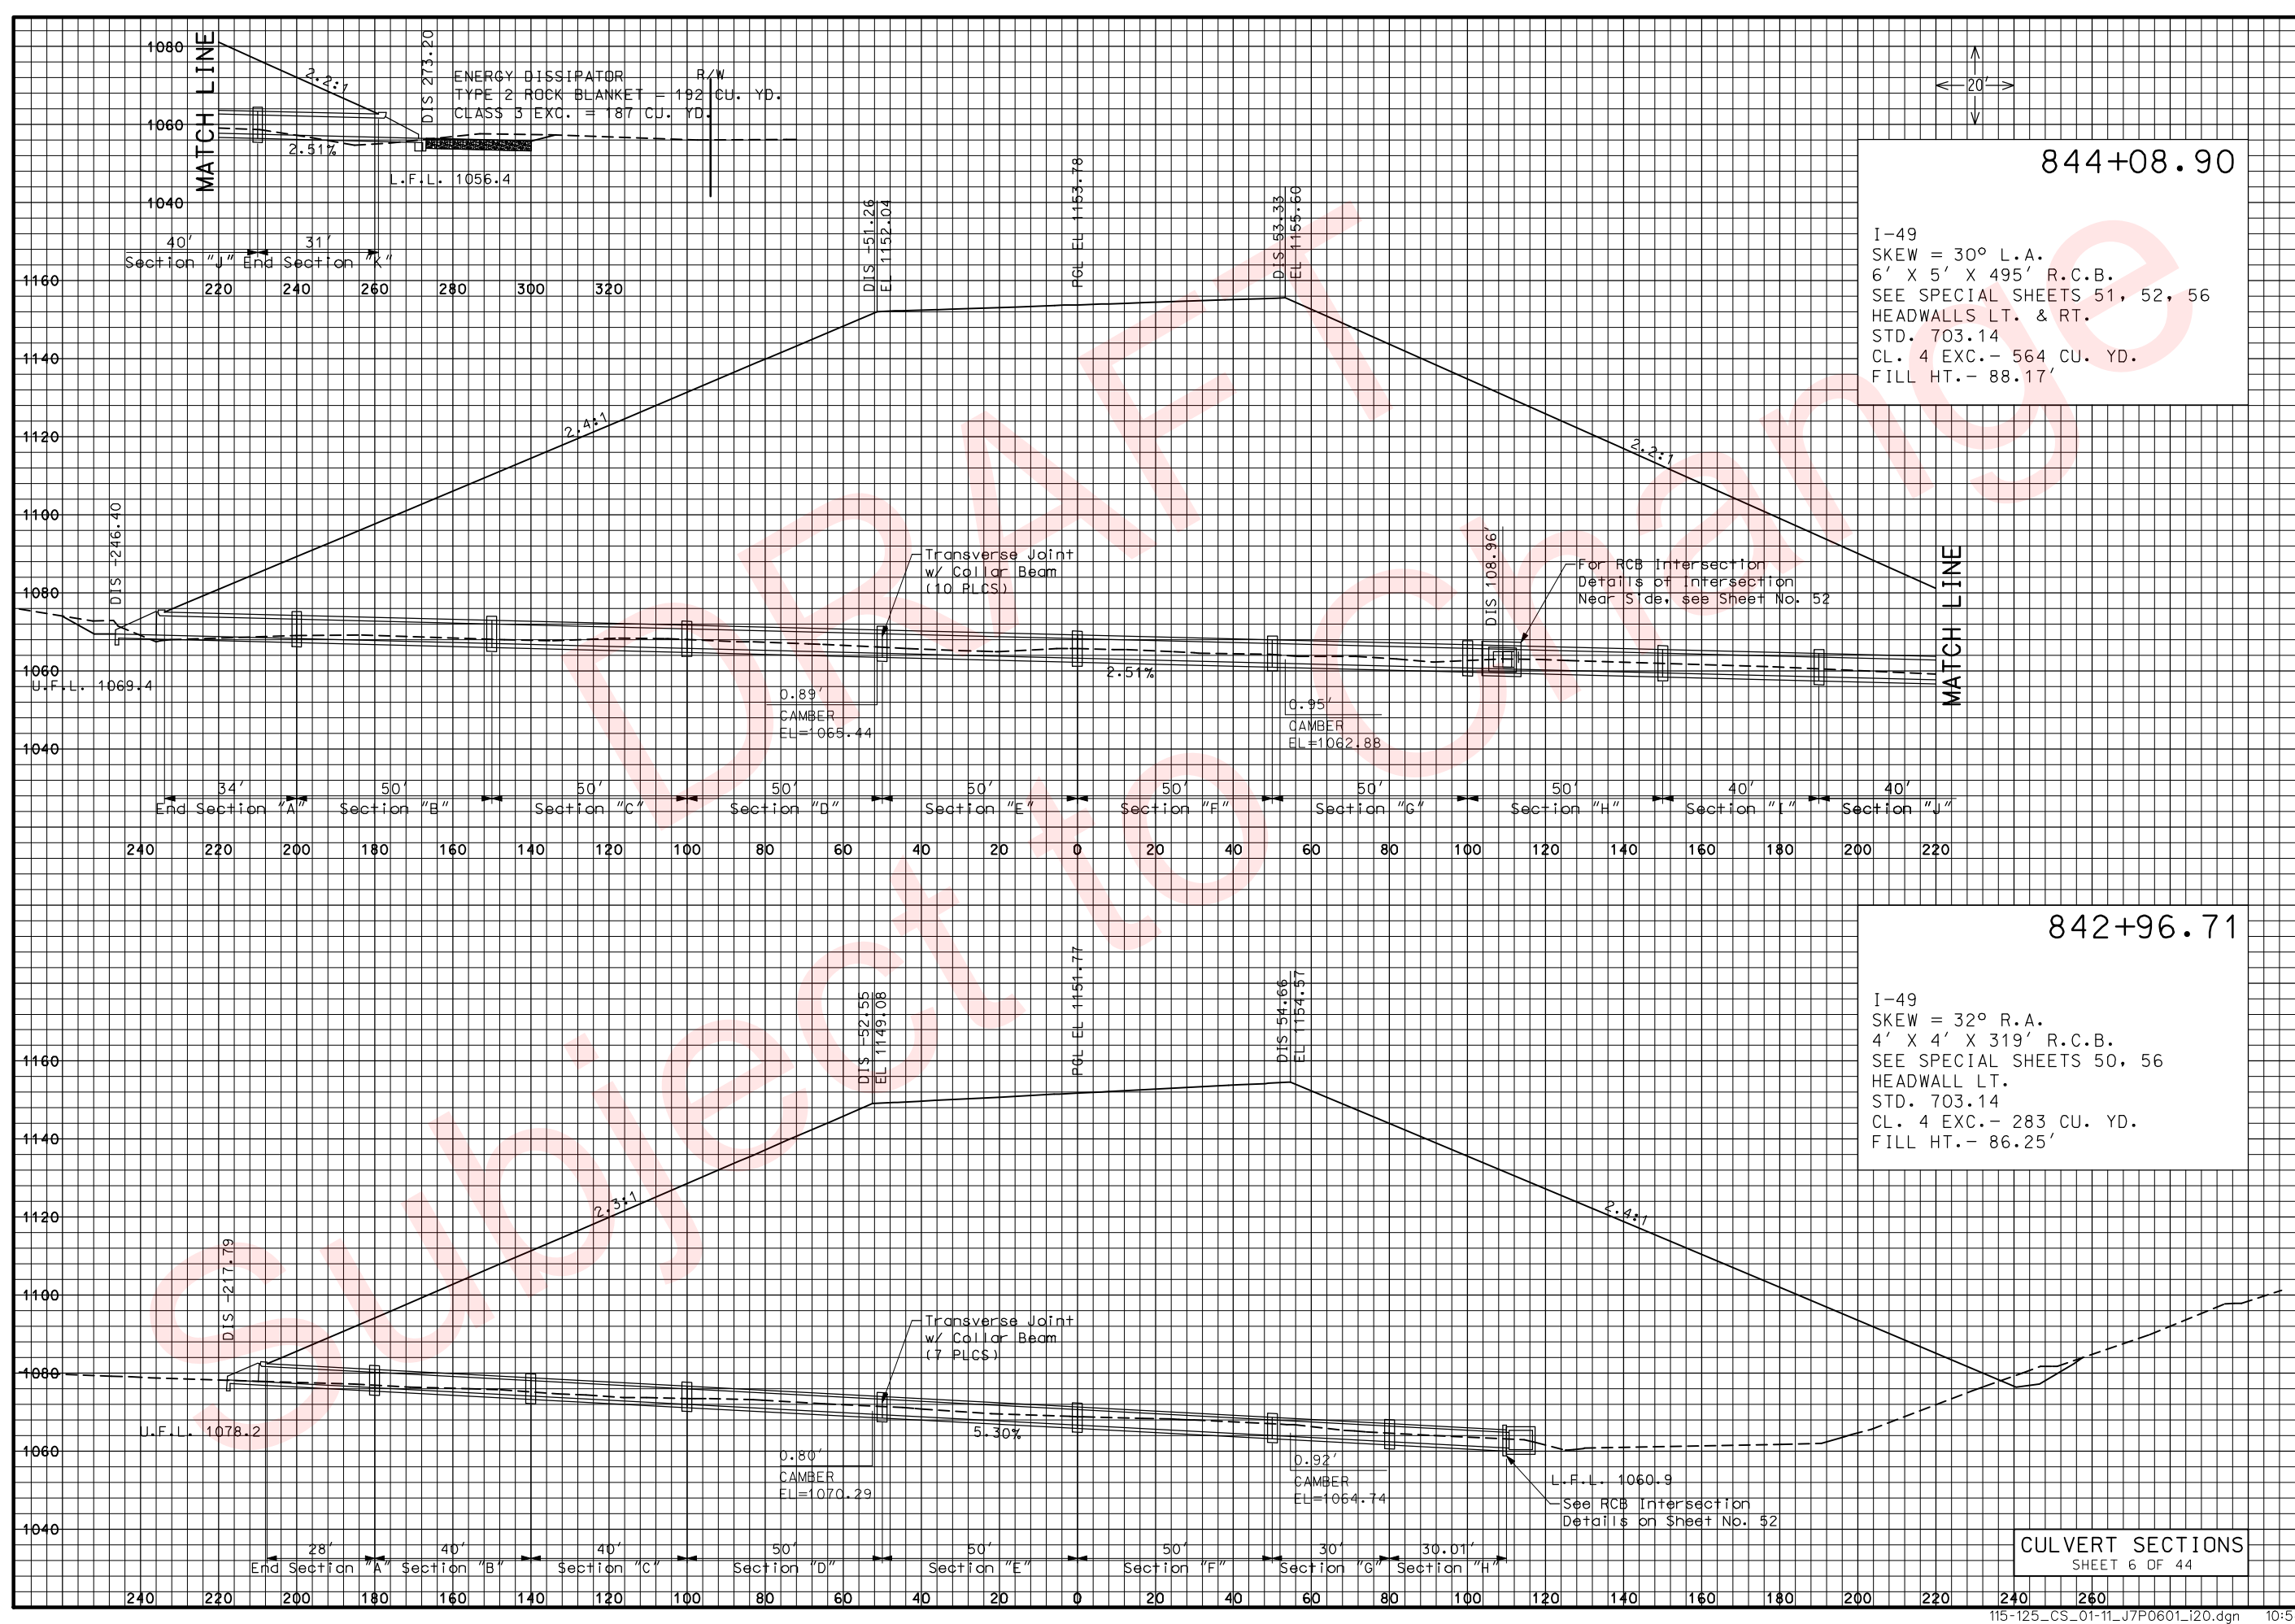 1080
1060
1040
MATCH LINE
2.2:1
DIS 273.20
ENERGY DISSIPATOR
TYPE 2 ROCK BLANKET - 192 CU. YD.
CLASS 3 EXC. = 187 CU. YD.
R/W
2.51%
L.F.L. 1056.4
40'
31'
Section "J"
End Section "K"
220 240 260 280 300 320
20'
844+08.90
I-49
SKEW = 30° L.A.
6' X 5' X 495' R.C.B.
SEE SPECIAL SHEETS 51, 52, 56
HEADWALLS LT. & RT.
STD. 703.14
CL. 4 EXC.- 564 CU. YD.
FILL HT.- 88.17'
1160
1140
1120
1100
1080
1060
1040
DIS -51.26
EL 1152.04
PGL EL 1153.78
DIS 53.33
EL 1155.60
2.4:1
2.2:1
DIS -246.40
U.F.L. 1069.4
Transverse Joint
w/ Collar Beam
(10 PLCS)
DIS 108.96'
For RCB Intersection
Details of Intersection
Near Side, see Sheet No. 52
MATCH LINE
2.51%
0.89'
CAMBER
EL=1065.44
0.95'
CAMBER
EL=1062.88
34' 50' 50' 50' 50' 50' 50' 50' 40' 40'
End Section "A" Section "B" Section "C" Section "D" Section "E" Section "F" Section "G" Section "H" Section "I" Section "J"
240 220 200 180 160 140 120 100 80 60 40 20 0 20 40 60 80 100 120 140 160 180 200 220
DRAFT
Subject to Change
842+96.71
I-49
SKEW = 32° R.A.
4' X 4' X 319' R.C.B.
SEE SPECIAL SHEETS 50, 56
HEADWALL LT.
STD. 703.14
CL. 4 EXC.- 283 CU. YD.
FILL HT.- 86.25'
1160
1140
1120
1100
1080
1060
1040
DIS -52.55
EL 1149.08
PGL EL 1151.77
DIS 54.66
EL 1154.57
2.3:1
2.4:1
DIS -217.79
U.F.L. 1078.2
Transverse Joint
w/ Collar Beam
(7 PLCS)
5.30%
0.80'
CAMBER
EL=1070.29
0.92'
CAMBER
EL=1064.74
L.F.L. 1060.9
See RCB Intersection
Details on Sheet No. 52
28' 40' 40' 50' 50' 50' 30' 30.01'
End Section "A" Section "B" Section "C" Section "D" Section "E" Section "F" Section "G" Section "H"
240 220 200 180 160 140 120 100 80 60 40 20 0 20 40 60 80 100 120 140 160 180 200 220 240 260
CULVERT SECTIONS
SHEET 6 OF 44
115-125_CS_01-11_J7P0601_i20.dgn 10:5